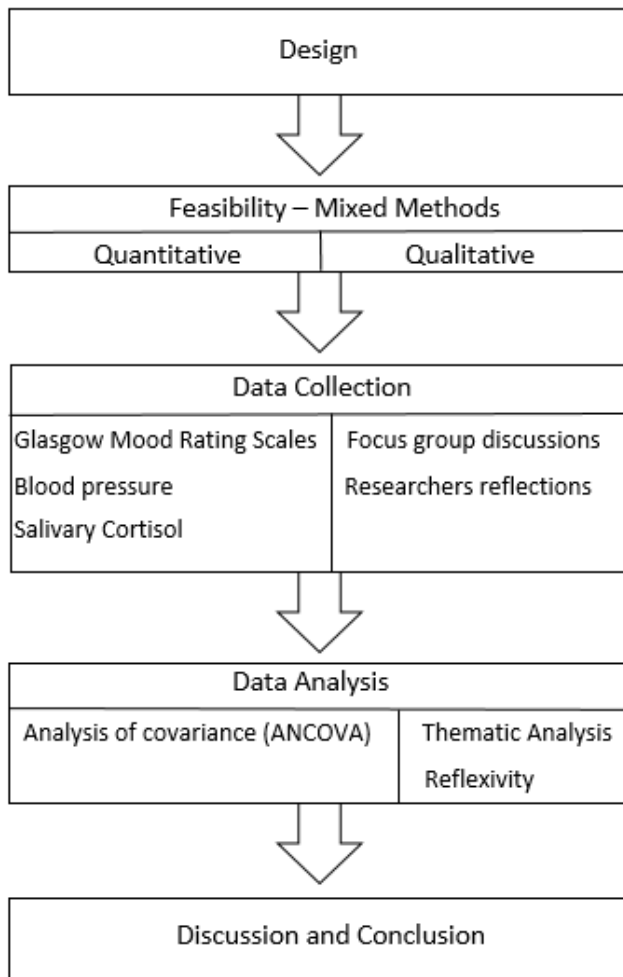 Design
Feasibility – Mixed Methods
Quantitative
Qualitative
Data Collection
Glasgow Mood Rating Scales
Blood pressure
Salivary Cortisol
Focus group discussions
Researchers reflections
Data Analysis
Analysis of covariance (ANCOVA)
Thematic Analysis
Reflexivity
Discussion and Conclusion